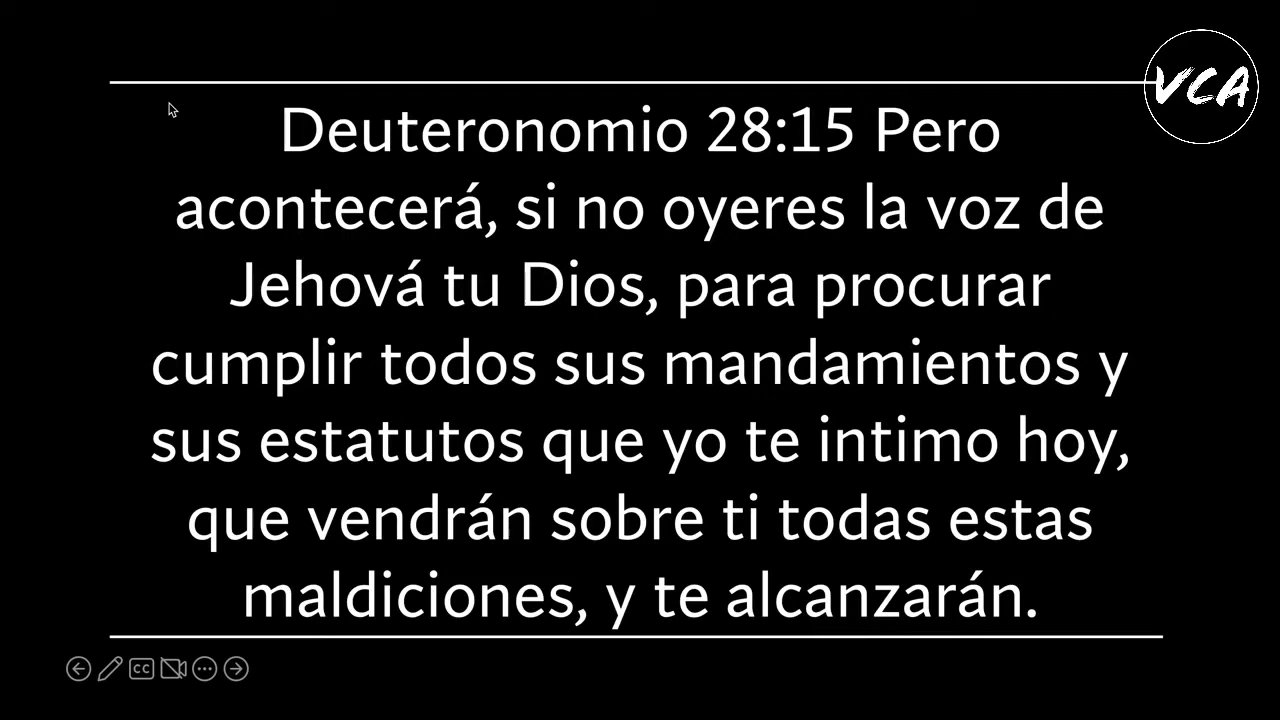 VCA
Deuteronomio 28:15 Pero
acontecerá, si no oyeres la voz de
Jehová tu Dios, para procurar
cumplir todos sus mandamientos y
sus estatutos que yo te intimo hoy,
que vendrán sobre ti todas estas
maldiciones, y te alcanzarán.
CC